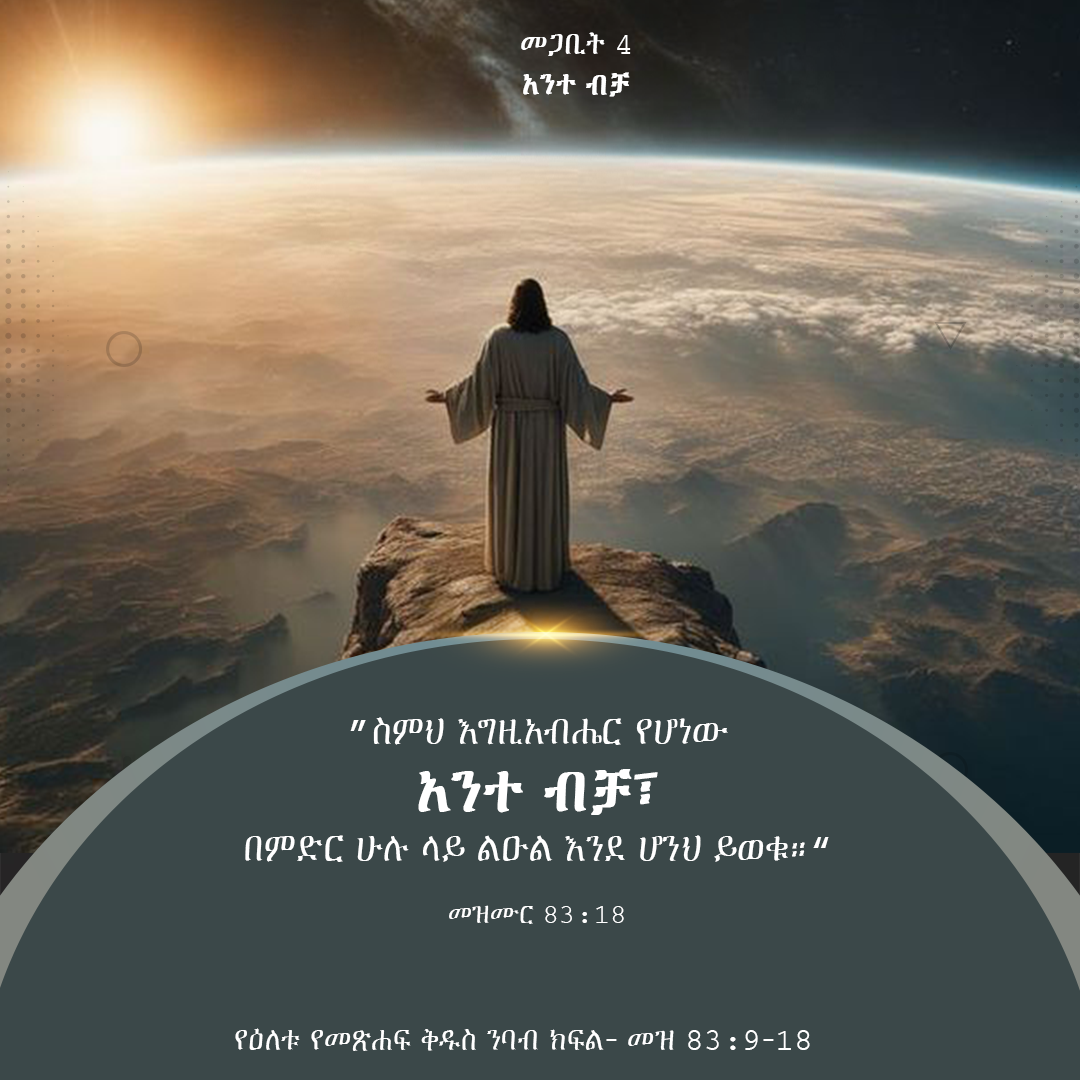 መጋቢት 4
አንተ ብቻ
"ስምህ እግዚአብሔር የሆነው
አንተ ብቻ፣
በምድር ሁሉ ላይ ልዑል እንደ ሆንህ ይወቁ።"
መዝሙር 83:18
የዕለቱ የመጽሐፍ ቅዱስ ንባብ ክፍል- መዝ 83:9-18